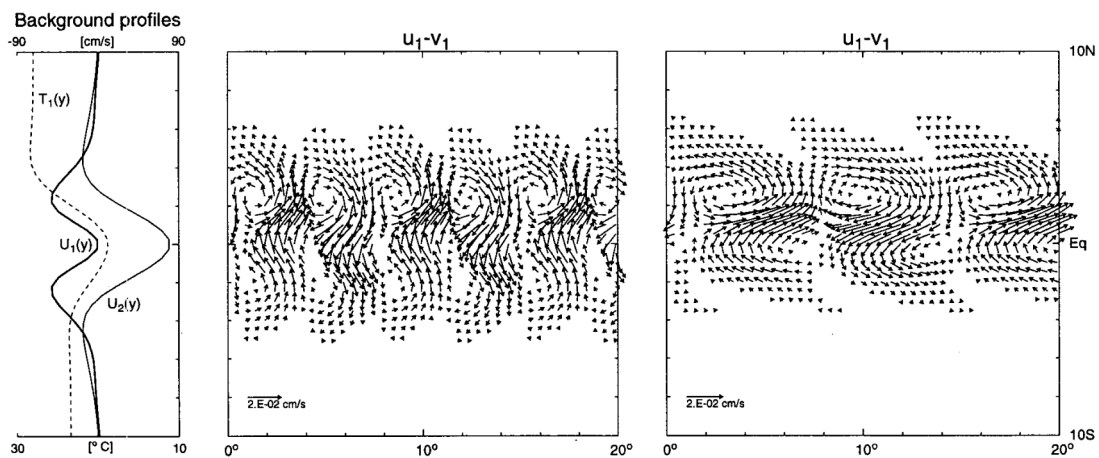 Background profiles
-90 [cm/s] 90
T1(y)
U1(y)
U2(y)
30 [° C] 10
u1-v1
2.E-02 cm/s
0° 10° 20°
u1-v1
10N
Eq
10S
2.E-02 cm/s
0° 10° 20°